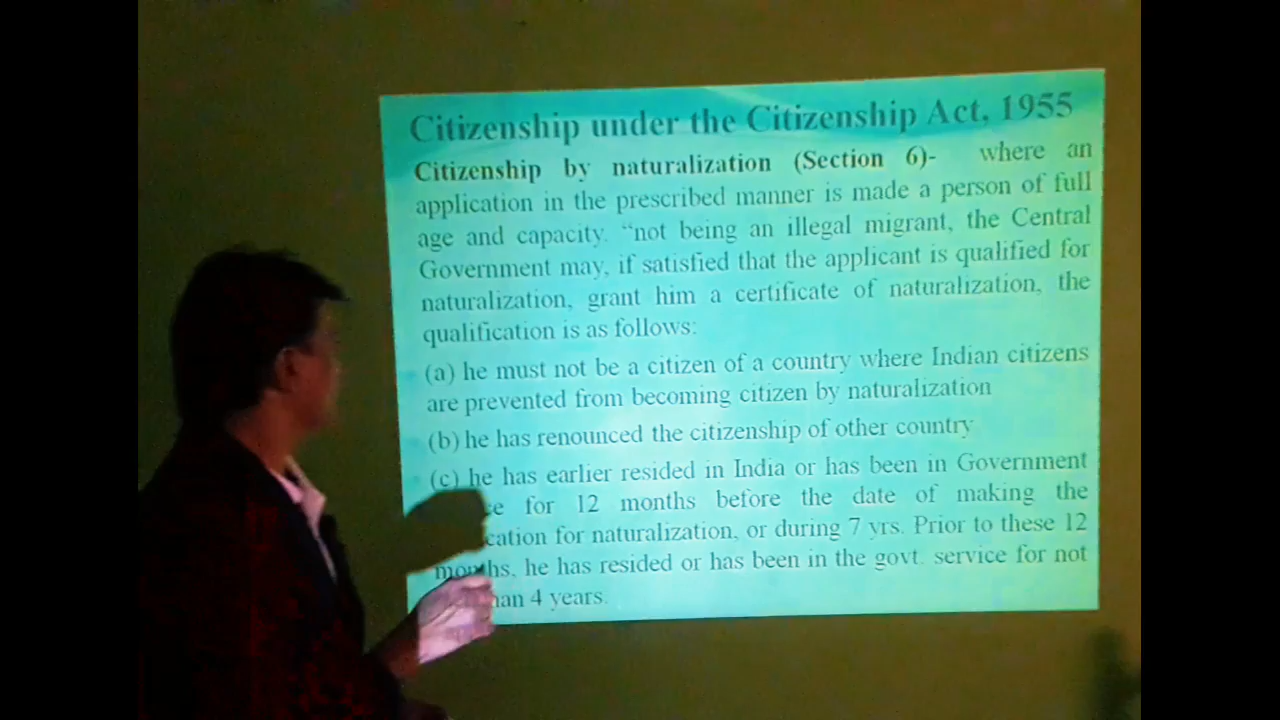 Citizenship under the Citizenship Act, 1955
Citizenship by naturalization (Section 6)- where an
application in the prescribed manner is made a person of full
age and capacity. “not being an illegal migrant, the Central
Government may, if satisfied that the applicant is qualified for
naturalization, grant him a certificate of naturalization, the
qualification is as follows:
(a) he must not be a citizen of a country where Indian citizens
are prevented from becoming citizen by naturalization
(b) he has renounced the citizenship of other country
(c) he has earlier resided in India or has been in Government
for 12 months before the date of making the
for naturalization, or during 7 yrs. Prior to these 12
months, he has resided or has been in the govt. service for not
4 years.